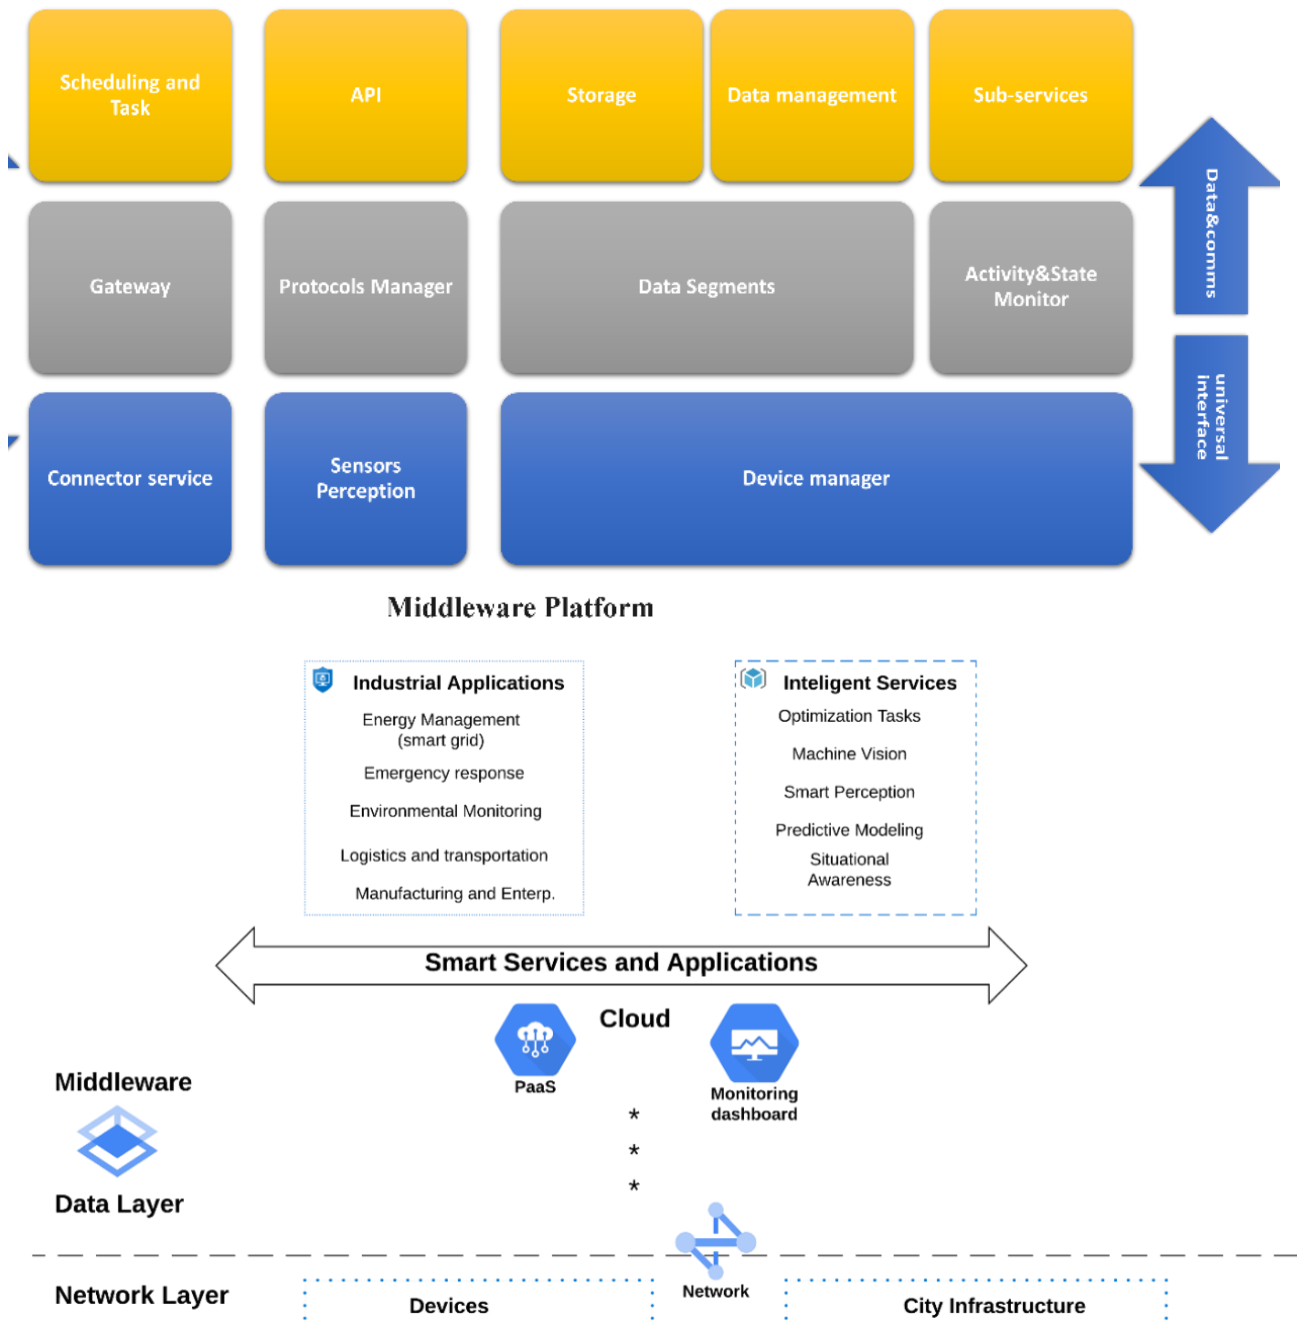 Scheduling and
Task
API
Storage
Data management
Sub-services
Data&comms
Gateway
Protocols Manager
Data Segments
Activity&State
Monitor
universal
interface
Connector service
Sensors
Perception
Device manager
Middleware Platform
Industrial Applications
Energy Management
(smart grid)
Emergency response
Environmental Monitoring
Logistics and transportation
Manufacturing and Enterp.
Inteligent Services
Optimization Tasks
Machine Vision
Smart Perception
Predictive Modeling
Situational
Awareness
Smart Services and Applications
Cloud
PaaS
Monitoring
dashboard
Middleware
*
*
*
Data Layer
Network Layer
Devices
Network
City Infrastructure